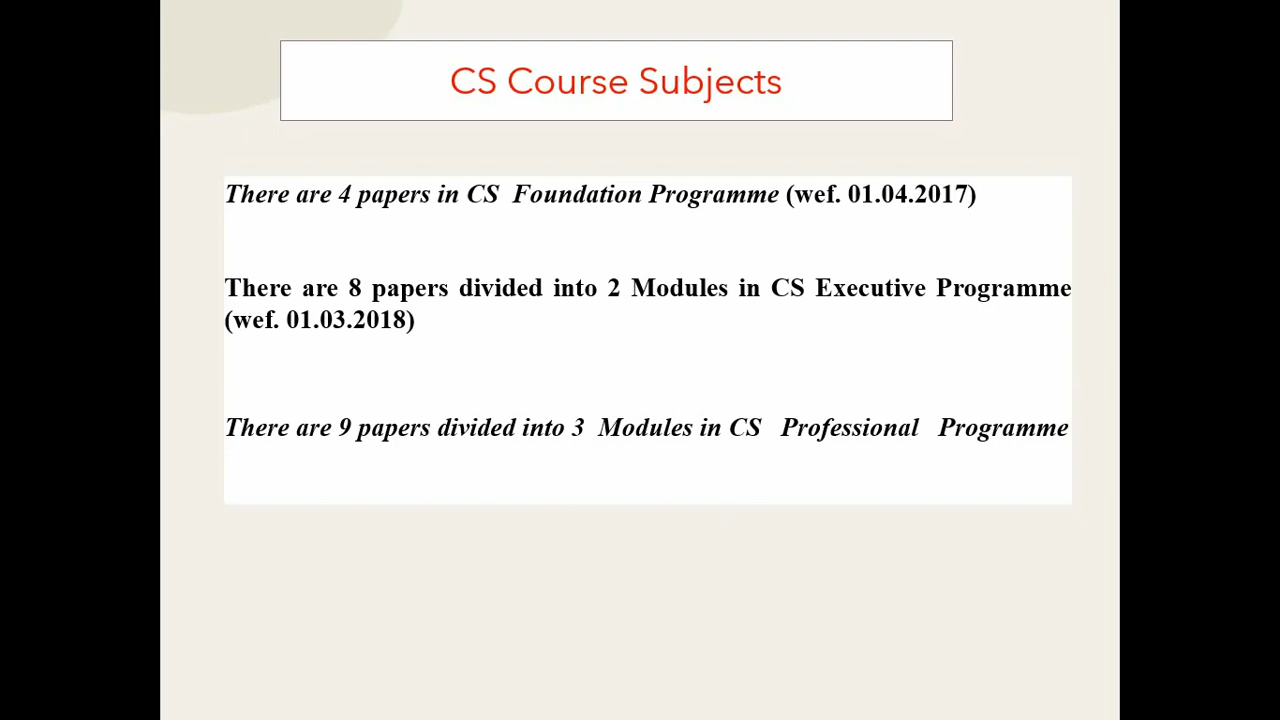 CS Course Subjects
There are 4 papers in CS Foundation Programme (wef. 01.04.2017)
There are 8 papers divided into 2 Modules in CS Executive Programme
(wef. 01.03.2018)
There are 9 papers divided into 3 Modules in CS Professional Programme